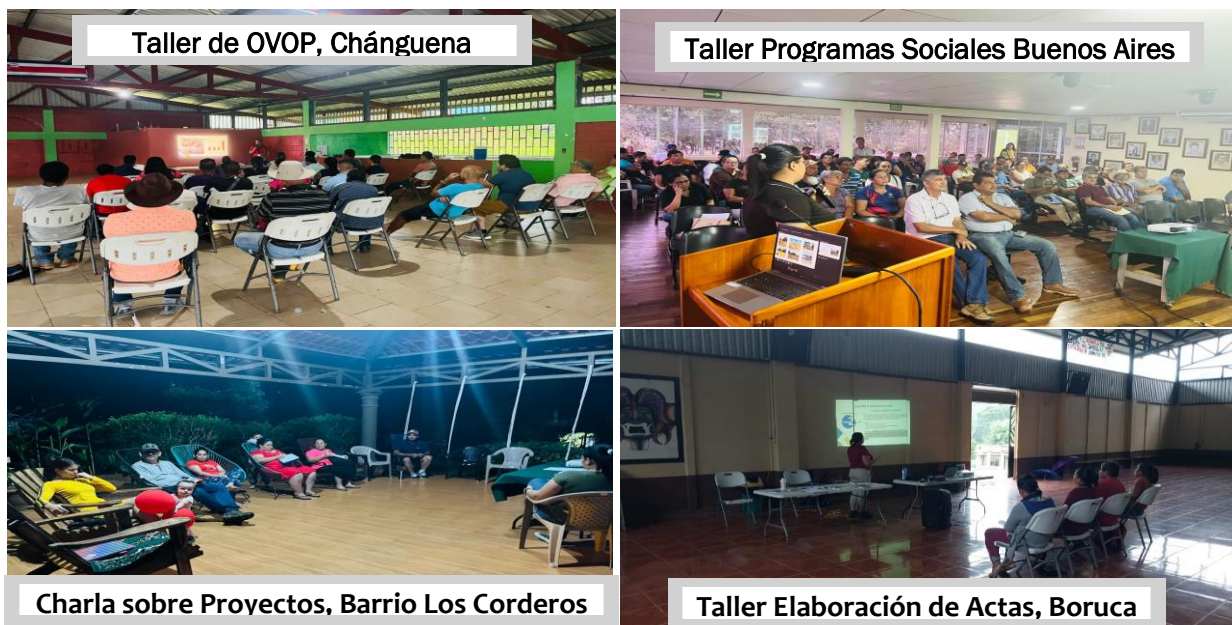 Taller de OVOP, Chánguena
Taller Programas Sociales Buenos Aires
Charla sobre Proyectos, Barrio Los Corderos
Taller Elaboración de Actas, Boruca